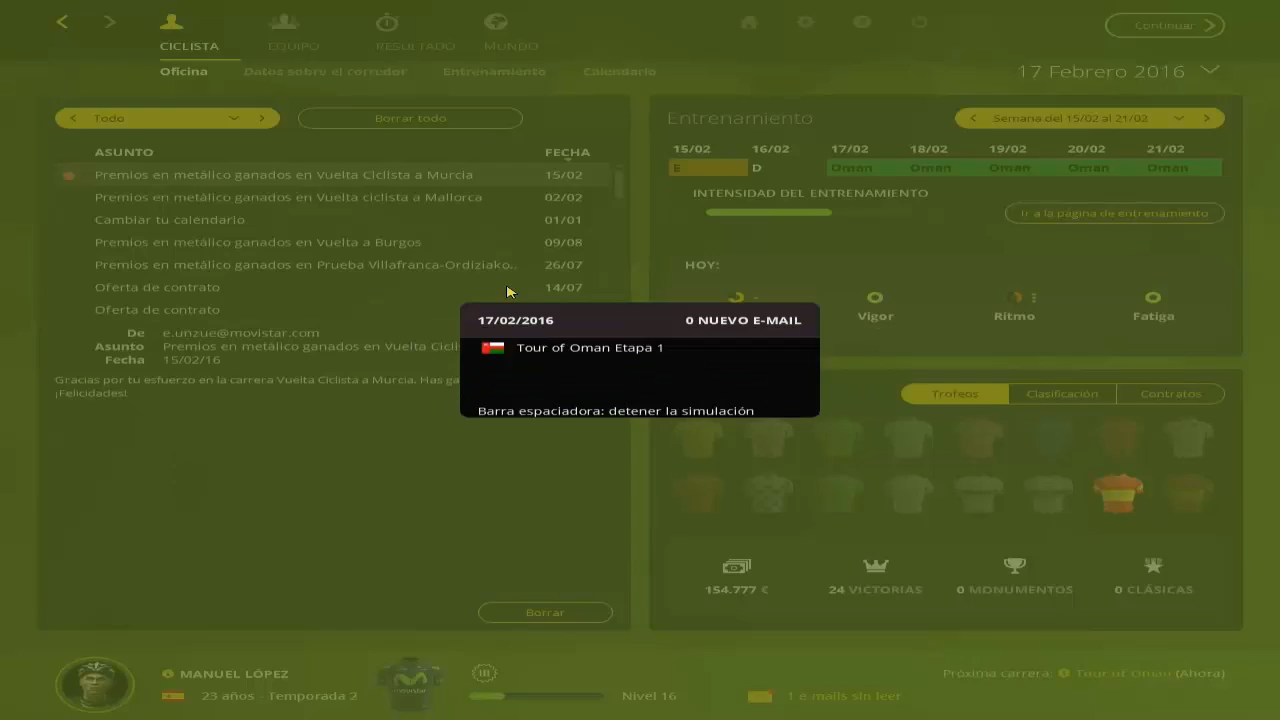 CICLISTA
EQUIPO
RESULTADO
MUNDO
Continuar
Oficina
Datos sobre el corredor
Entrenamiento
Calendario
17 Febrero 2016
Todo
Borrar todo
ASUNTO
FECHA
Premios en metálico ganados en Vuelta Ciclista a Murcia
15/02
Premios en metálico ganados en Vuelta ciclista a Mallorca
02/02
Cambiar tu calendario
01/01
Premios en metálico ganados en Vuelta a Burgos
09/08
Premios en metálico ganados en Prueba Villafranca-Ordiziako..
26/07
Oferta de contrato
14/07
Oferta de contrato
De e.unzue@movistar.com
Asunto Premios en metálico ganados en Vuelta Cicli
Fecha 15/02/16
Gracias por tu esfuerzo en la carrera Vuelta Ciclista a Murcia. Has ga
¡Felicidades!
Borrar
Entrenamiento
Semana del 15/02 al 21/02
15/02 16/02 17/02 18/02 19/02 20/02 21/02
E D Oman Oman Oman Oman Oman
INTENSIDAD DEL ENTRENAMIENTO
Ir a la página de entrenamiento
HOY:
Vigor
Ritmo
Fatiga
17/02/2016
0 NUEVO E-MAIL
Tour of Oman Etapa 1
Barra espaciadora: detener la simulación
Trofeos
Clasificación
Contratos
154.777 €
24 VICTORIAS
0 MONUMENTOS
0 CLÁSICAS
MANUEL LÓPEZ
23 años - Temporada 2
movistar
III
Nivel 16
1 e-mails sin leer
Próxima carrera: Tour of Oman (Ahora)